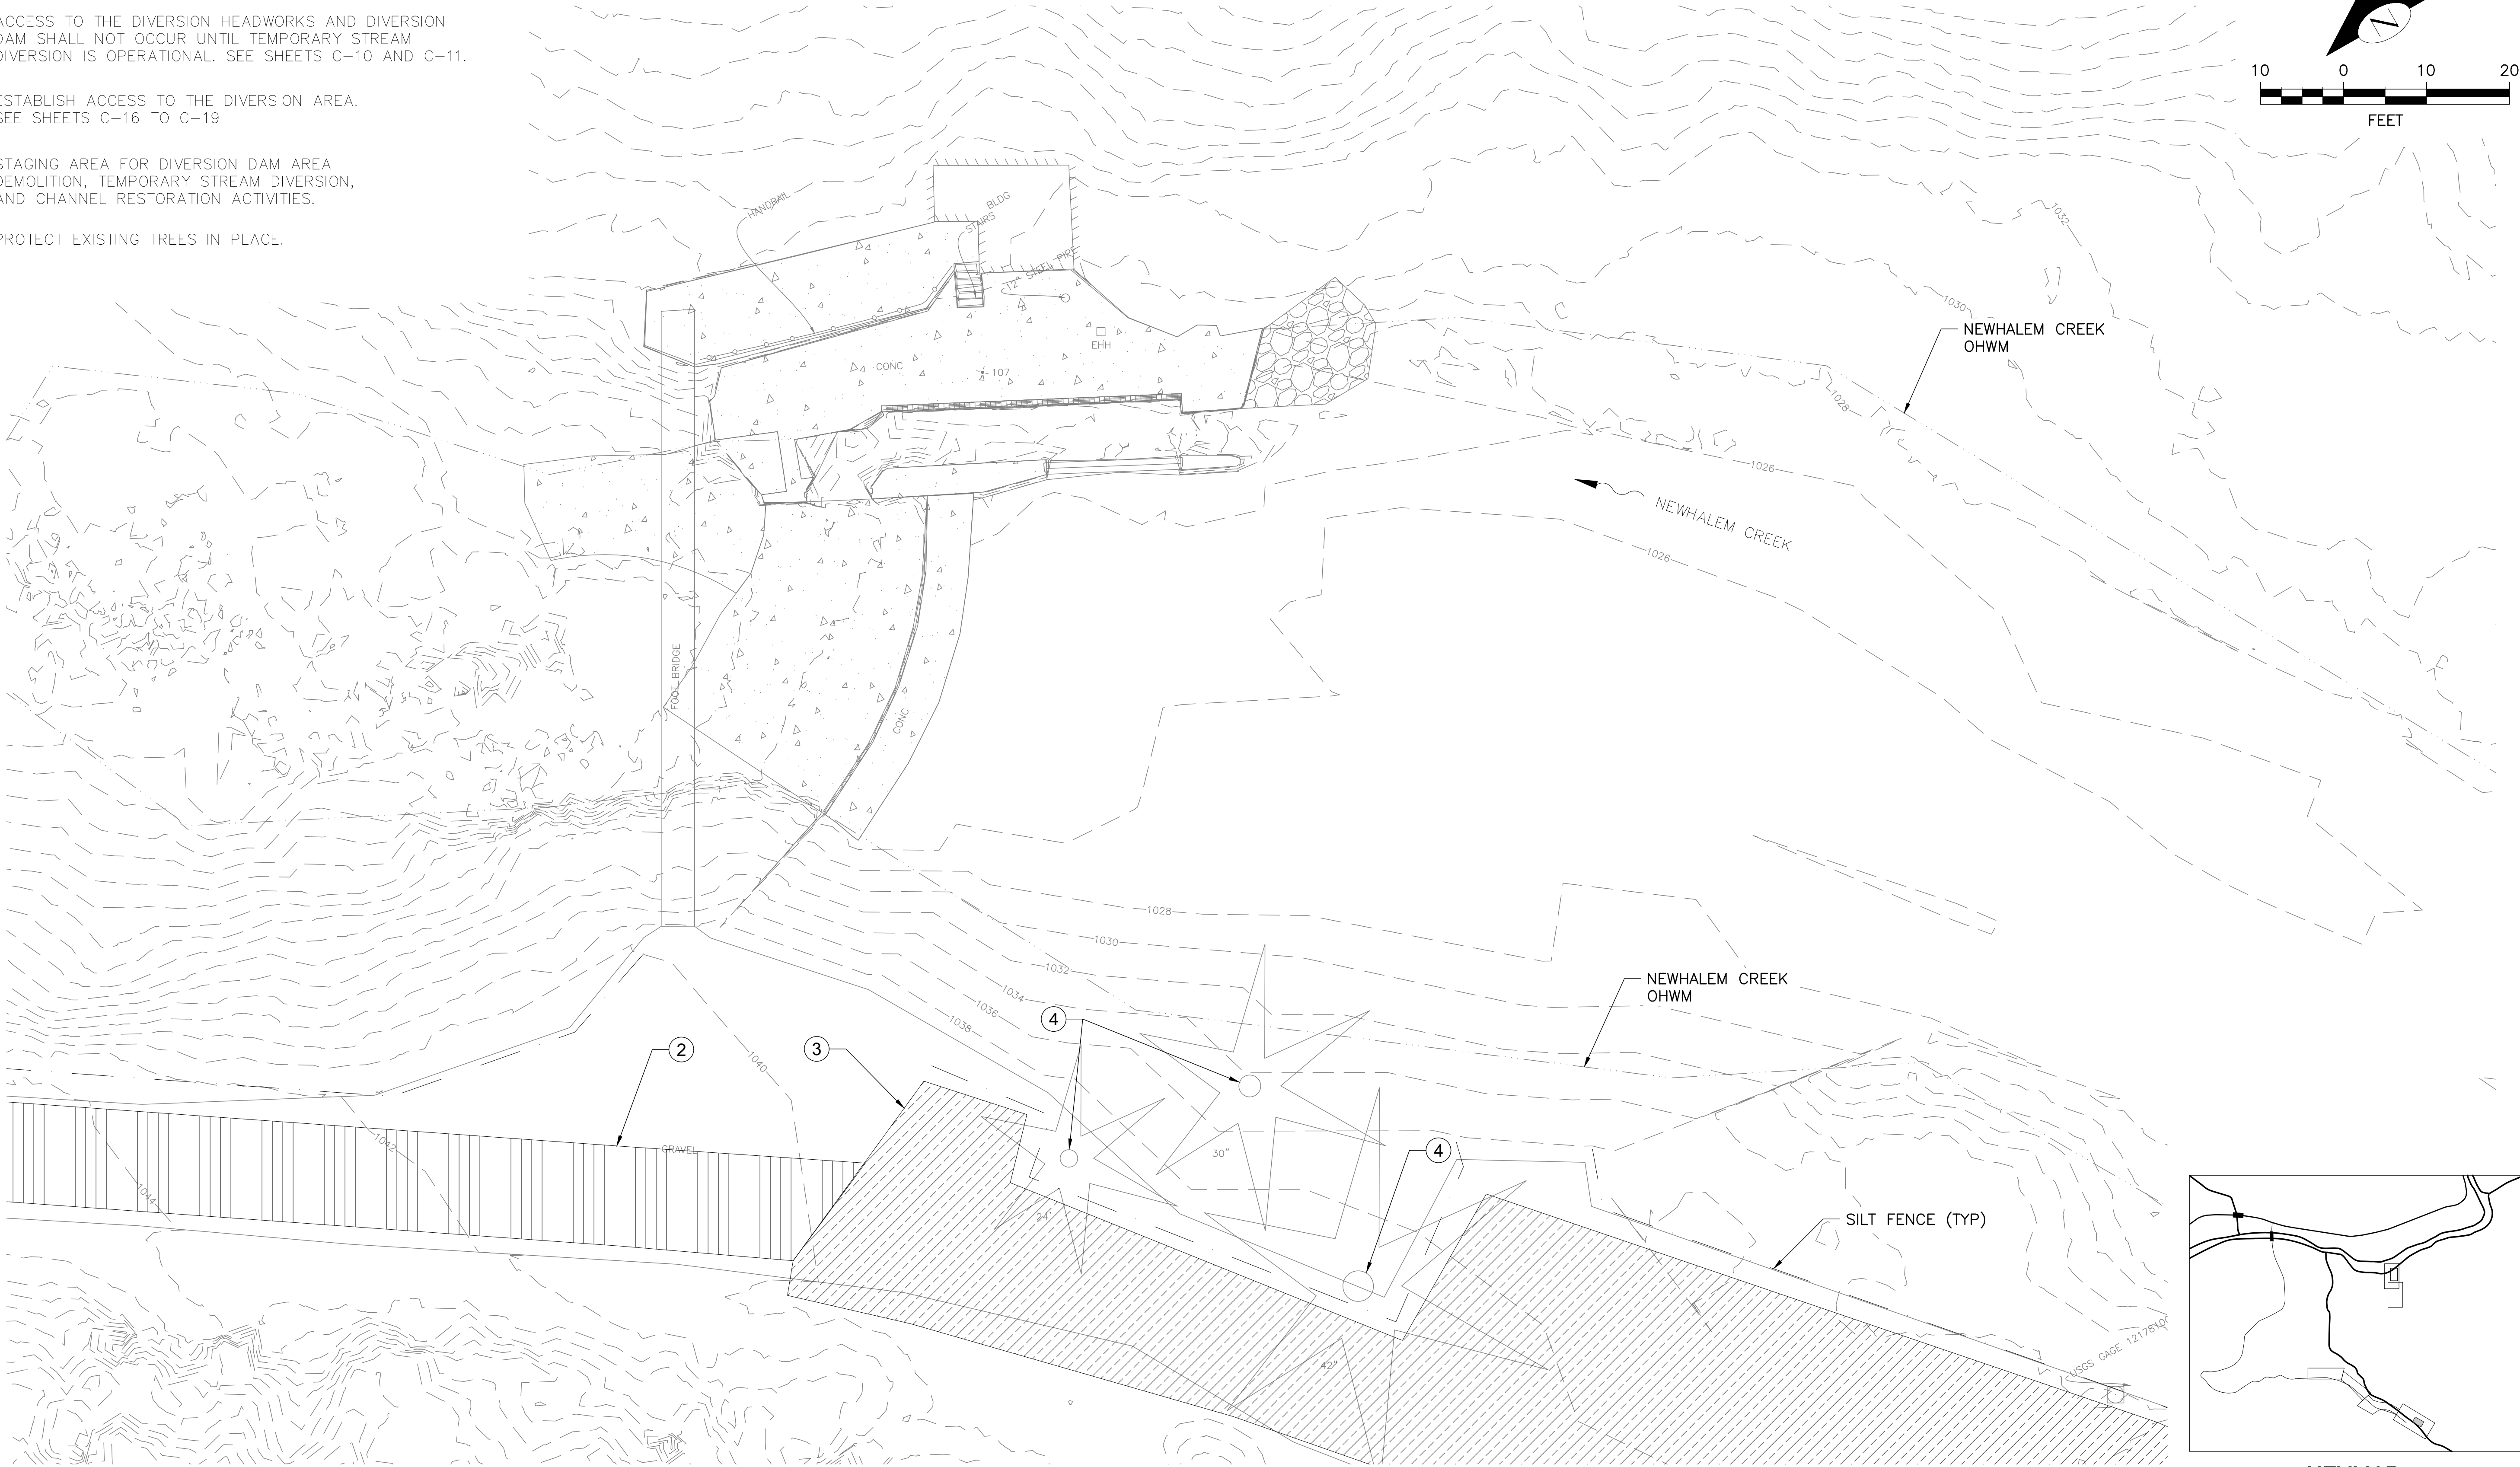 ACCESS TO THE DIVERSION HEADWORKS AND DIVERSION
DAM SHALL NOT OCCUR UNTIL TEMPORARY STREAM
DIVERSION IS OPERATIONAL. SEE SHEETS C-10 AND C-11.
ESTABLISH ACCESS TO THE DIVERSION AREA.
SEE SHEETS C-16 TO C-19
STAGING AREA FOR DIVERSION DAM AREA
DEMOLITION, TEMPORARY STREAM DIVERSION,
AND CHANNEL RESTORATION ACTIVITIES.
PROTECT EXISTING TREES IN PLACE.
N
10 0 10 20
FEET
HANDRAIL
BLDG
STAIRS
12" STEEL PIPE
EHH
CONC
107
1032
1030
NEWHALEM CREEK
OHWM
1028
1026
NEWHALEM CREEK
1026
FOOT BRIDGE
CONC
1028
1030
1032
1034
1036
1038
NEWHALEM CREEK
OHWM
4
2
3
1040
4
1042
GRAVEL
30"
1044
24"
SILT FENCE (TYP)
42"
USGS GAGE 1217810